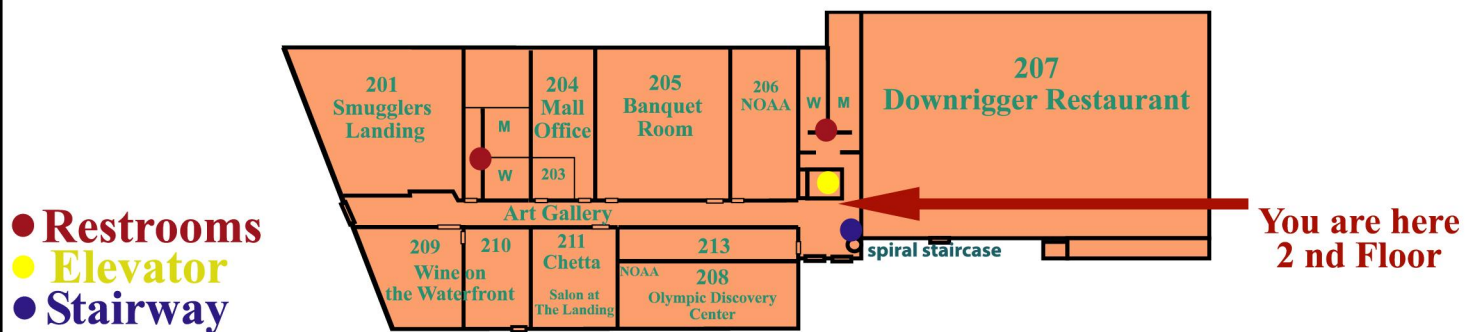 201
Smugglers
Landing
M
W
204
Mall
Office
203
205
Banquet
Room
206
NOAA
W M
207
Downrigger Restaurant
Art Gallery
209
210
Wine on
the Waterfront
211
Chetta
Salon at
The Landing
213
NOAA
208
Olympic Discovery
Center
spiral staircase
You are here
2 nd Floor
Restrooms
Elevator
Stairway